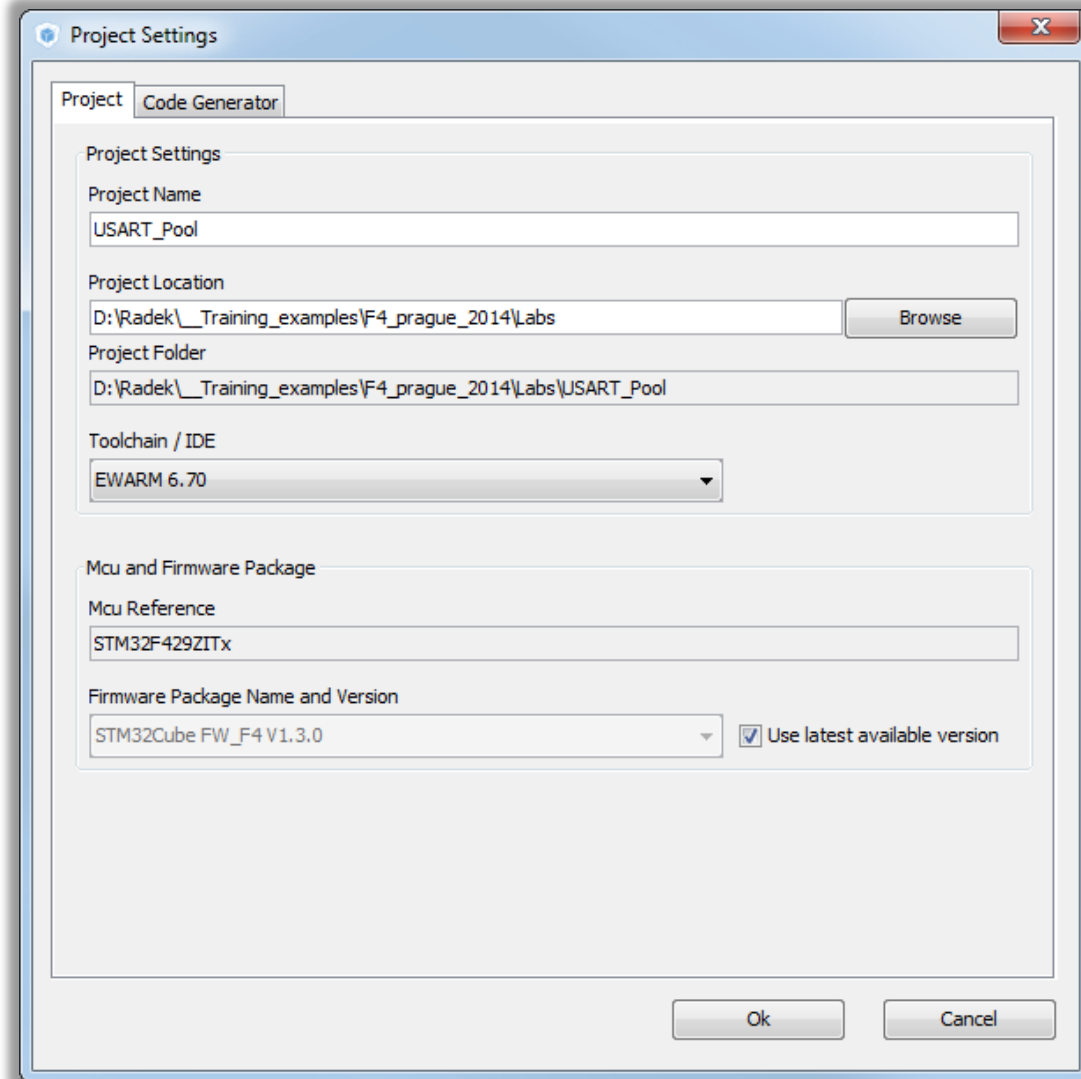 Project Settings
Project Code Generator
Project Settings
Project Name
USART_Pool
Project Location
D:\Radek\__Training_examples\F4_prague_2014\Labs Browse
Project Folder
D:\Radek\__Training_examples\F4_prague_2014\Labs\USART_Pool
Toolchain / IDE
EWARM 6.70
Mcu and Firmware Package
Mcu Reference
STM32F429ZITx
Firmware Package Name and Version
STM32Cube FW_F4 V1.3.0 Use latest available version
Ok Cancel